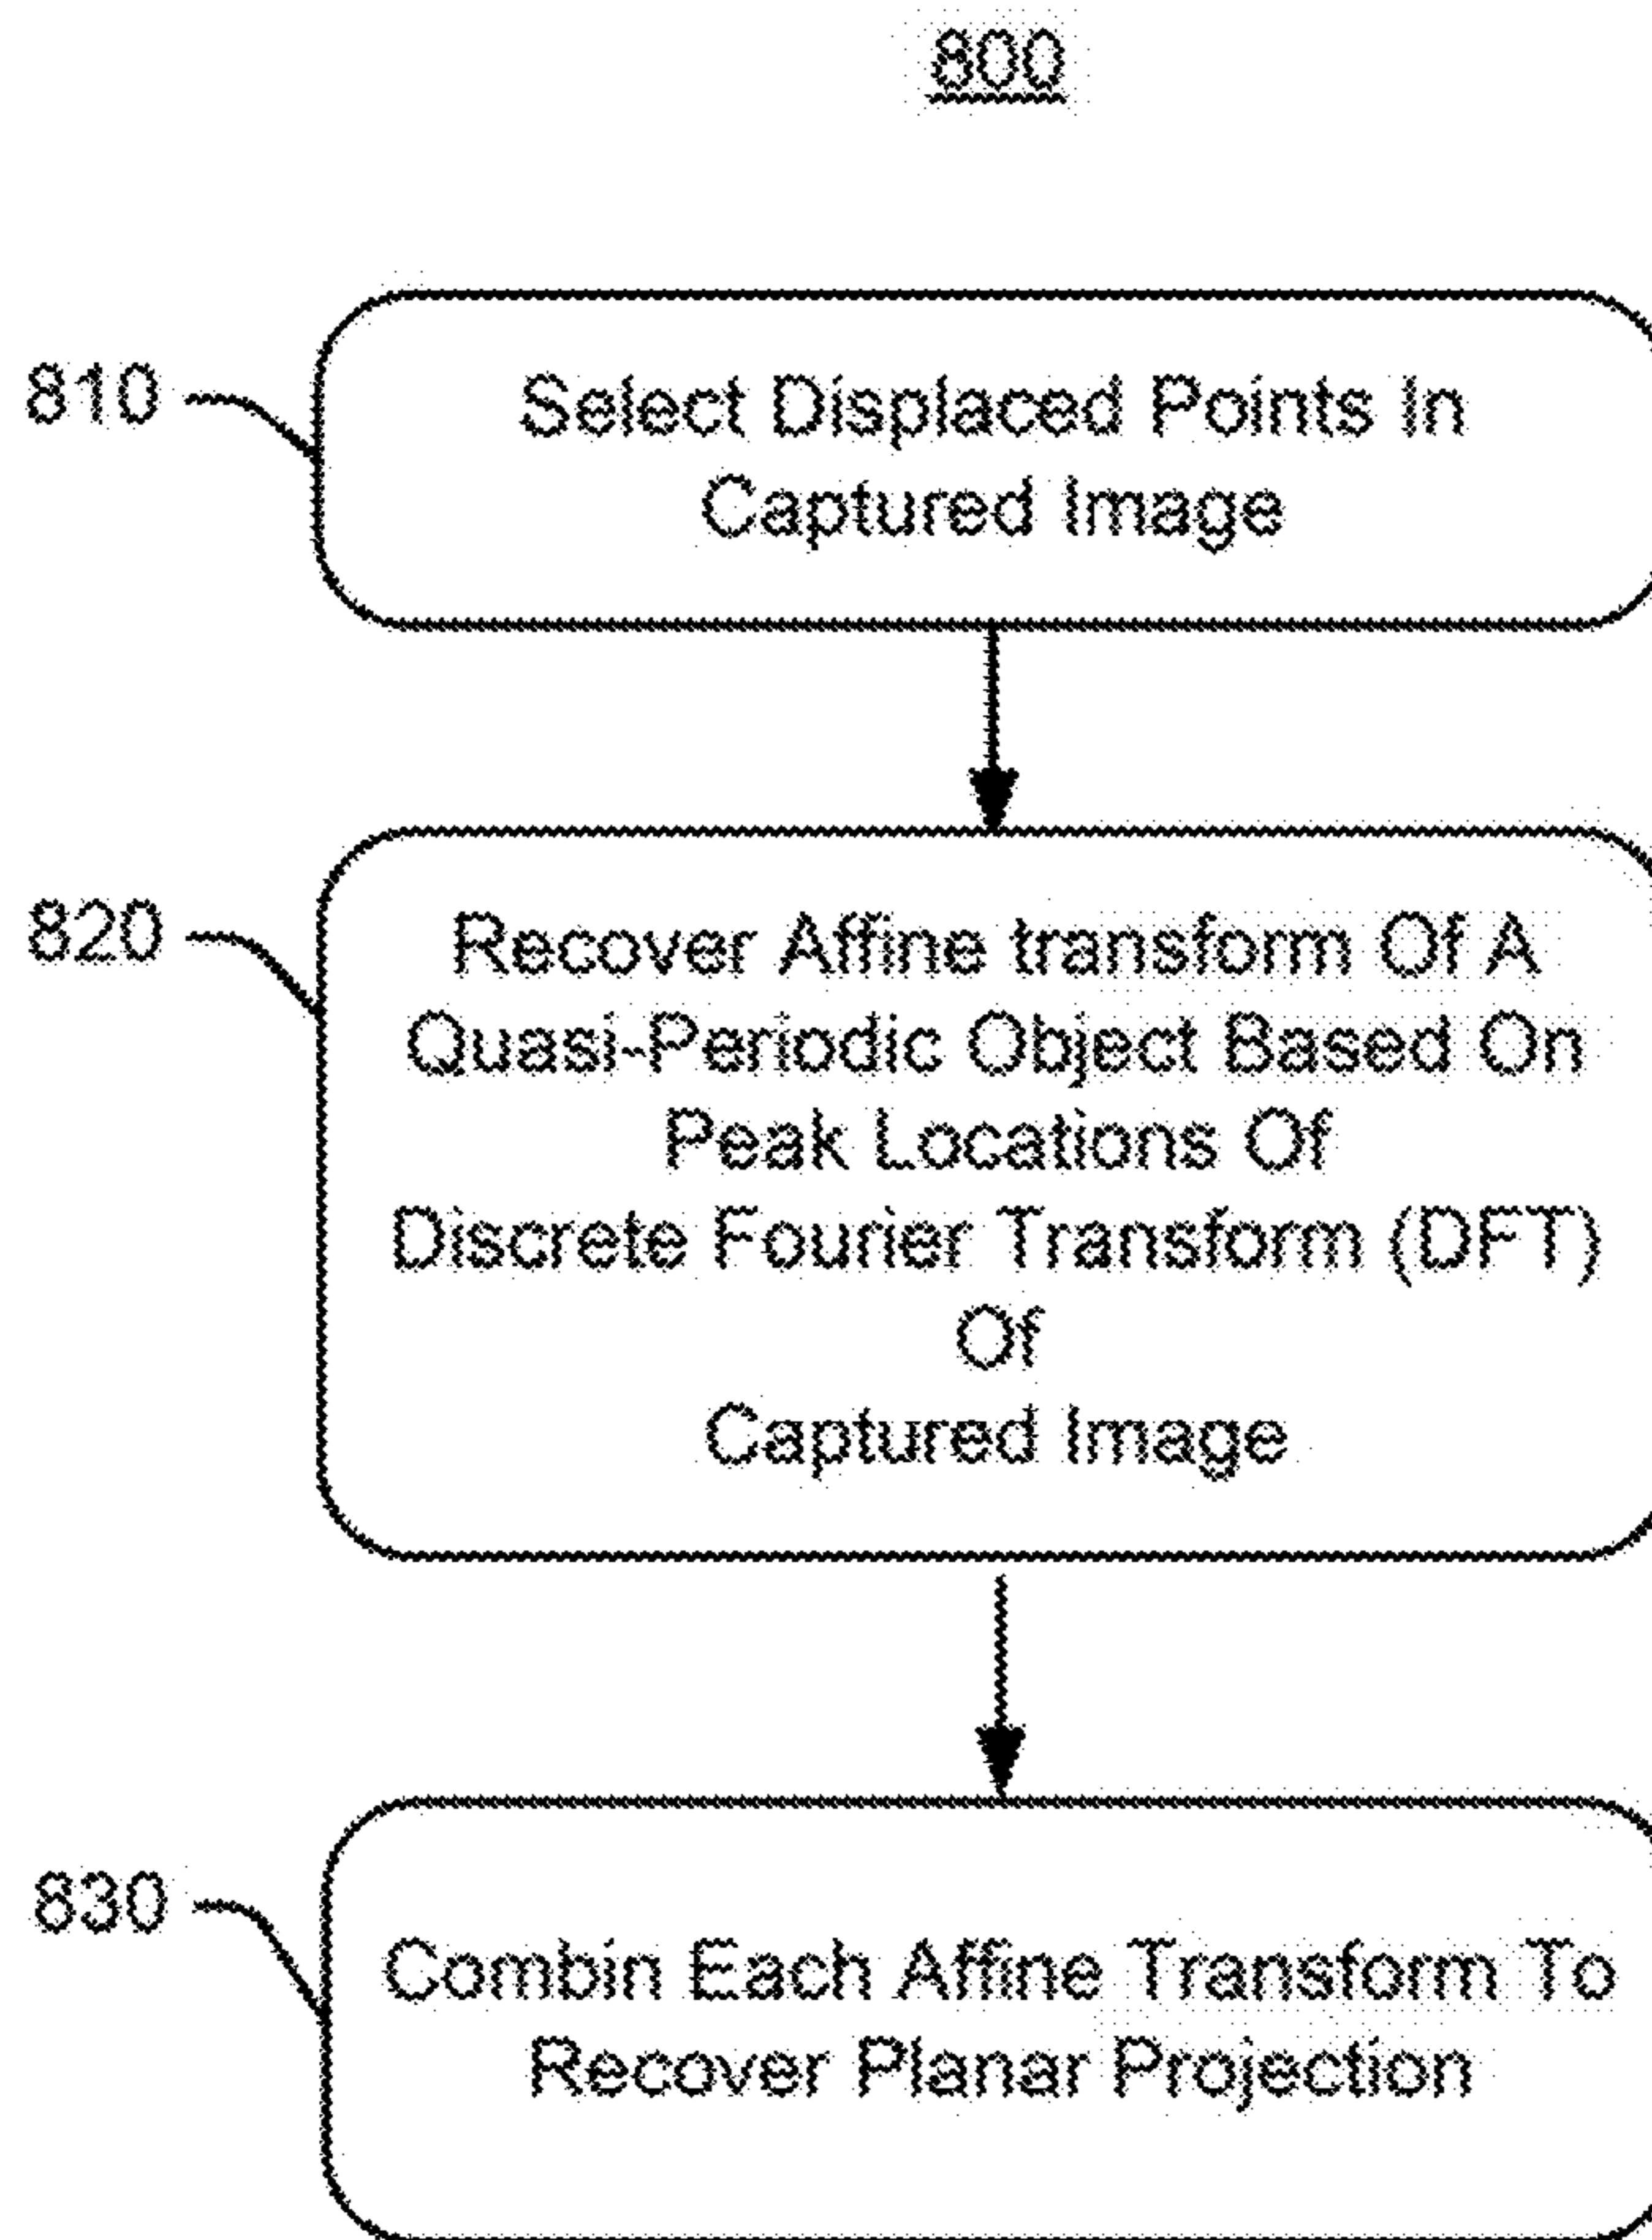 800
810
Select Displaced Points In
Captured Image
820
Recover Affine transform Of A
Quasi-Periodic Object Based On
Peak Locations Of
Discrete Fourier Transform (DFT)
Of
Captured Image
830
Combin Each Affine Transform To
Recover Planar Projection